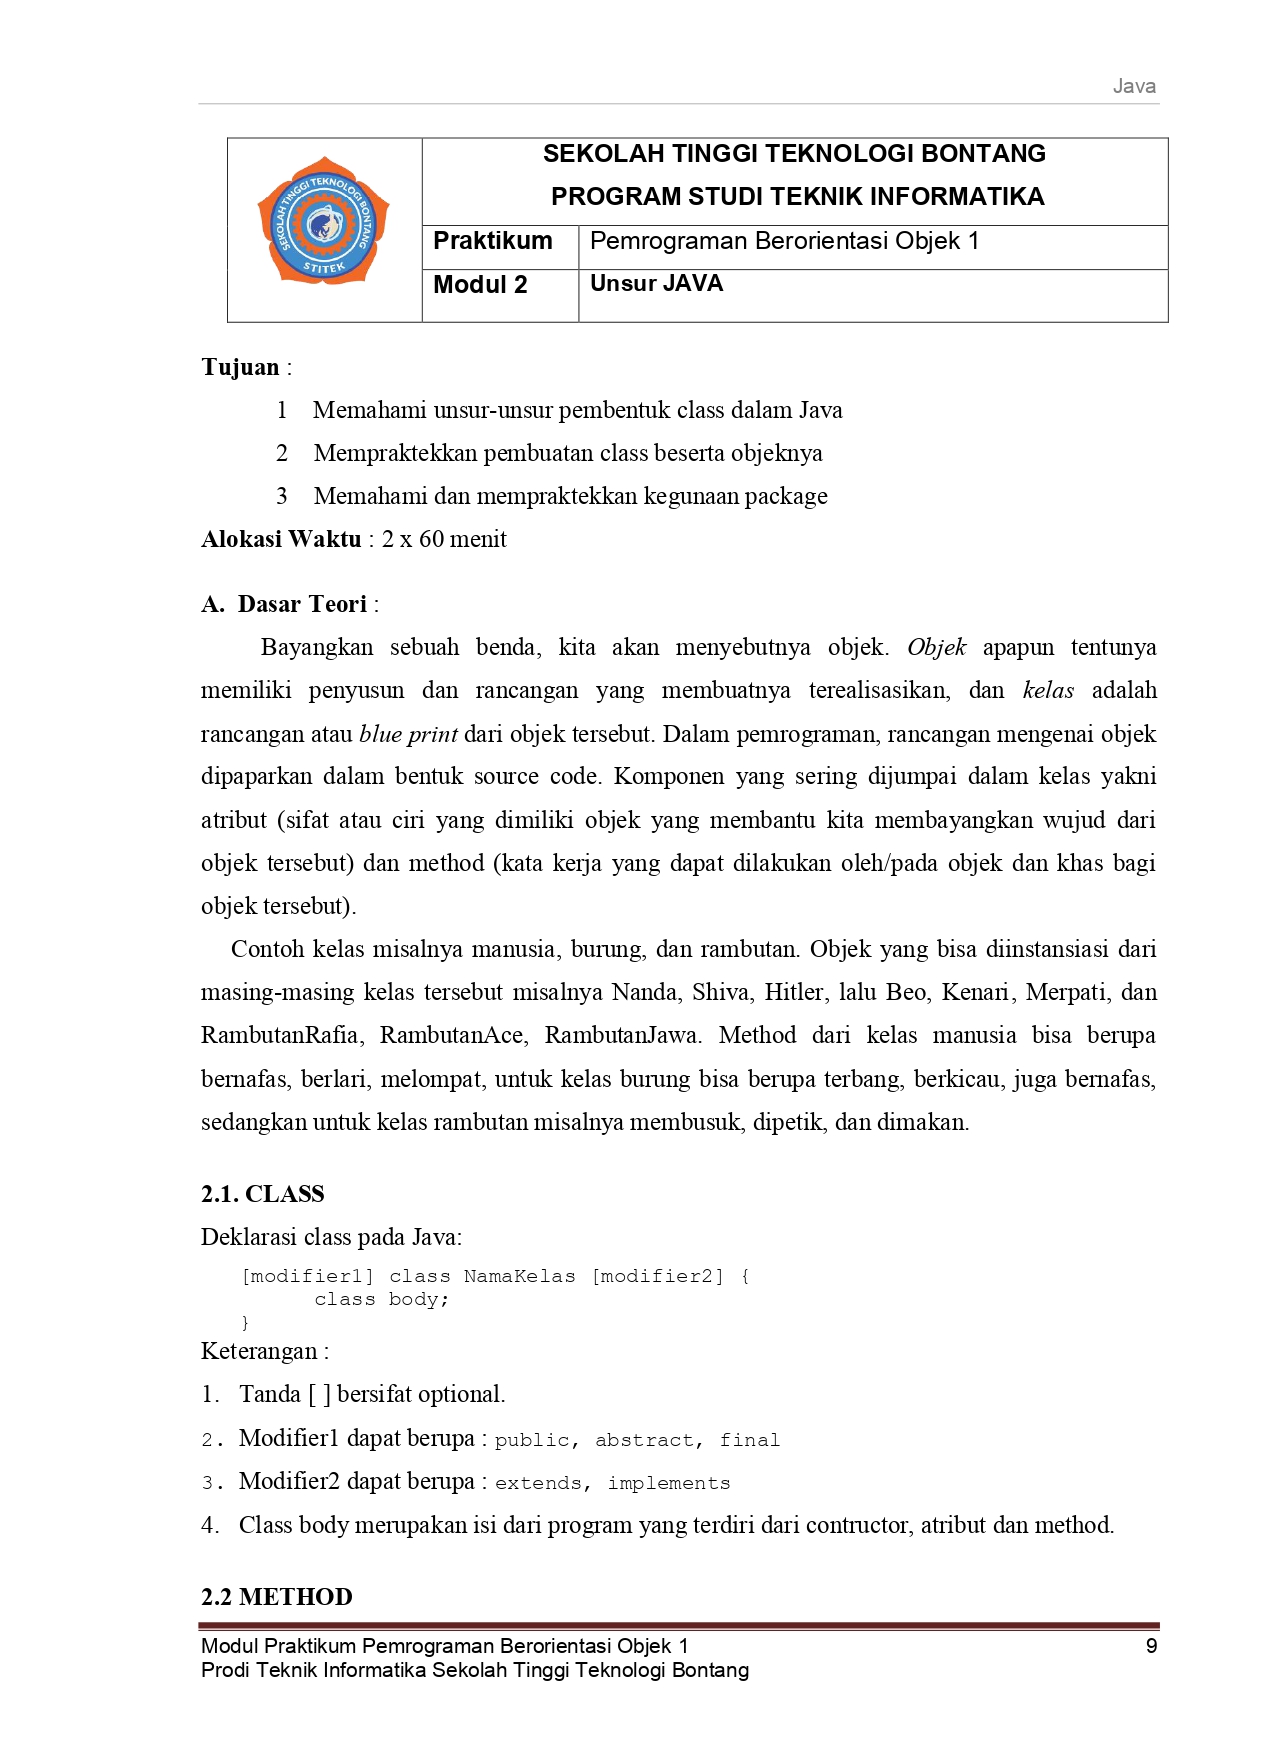 Java
SEKOLAH TINGGI TEKNOLOGI BONTANG
STITEK
SEKOLAH TINGGI TEKNOLOGI BONTANG
PROGRAM STUDI TEKNIK INFORMATIKA
Praktikum Pemrograman Berorientasi Objek 1
Modul 2 Unsur JAVA
Tujuan :
1 Memahami unsur-unsur pembentuk class dalam Java
2 Mempraktekkan pembuatan class beserta objeknya
3 Memahami dan mempraktekkan kegunaan package
Alokasi Waktu : 2 x 60 menit
A. Dasar Teori :
Bayangkan sebuah benda, kita akan menyebutnya objek. Objek apapun tentunya
memiliki penyusun dan rancangan yang membuatnya terealisasikan, dan kelas adalah
rancangan atau blue print dari objek tersebut. Dalam pemrograman, rancangan mengenai objek
dipaparkan dalam bentuk source code. Komponen yang sering dijumpai dalam kelas yakni
atribut (sifat atau ciri yang dimiliki objek yang membantu kita membayangkan wujud dari
objek tersebut) dan method (kata kerja yang dapat dilakukan oleh/pada objek dan khas bagi
objek tersebut).
Contoh kelas misalnya manusia, burung, dan rambutan. Objek yang bisa diinstansiasi dari
masing-masing kelas tersebut misalnya Nanda, Shiva, Hitler, lalu Beo, Kenari, Merpati, dan
RambutanRafia, RambutanAce, RambutanJawa. Method dari kelas manusia bisa berupa
bernafas, berlari, melompat, untuk kelas burung bisa berupa terbang, berkicau, juga bernafas,
sedangkan untuk kelas rambutan misalnya membusuk, dipetik, dan dimakan.
2.1. CLASS
Deklarasi class pada Java:
[modifier1] class NamaKelas [modifier2] {
class body;
}
Keterangan :
1. Tanda [ ] bersifat optional.
2. Modifier1 dapat berupa : public, abstract, final
3. Modifier2 dapat berupa : extends, implements
4. Class body merupakan isi dari program yang terdiri dari contructor, atribut dan method.
2.2 METHOD
Modul Praktikum Pemrograman Berorientasi Objek 1 9
Prodi Teknik Informatika Sekolah Tinggi Teknologi Bontang